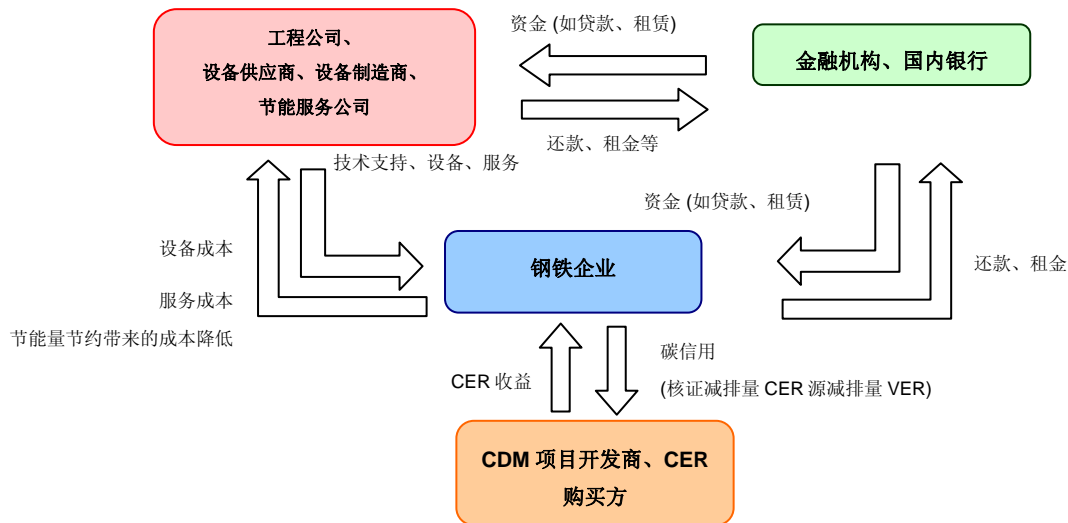 资金 (如贷款、租赁)
工程公司、
设备供应商、设备制造商、
节能服务公司
金融机构、国内银行
还款、租金等
技术支持、设备、服务
资金 (如贷款、租赁)
设备成本
钢铁企业
还款、租金
服务成本
节能量节约带来的成本降低
碳信用
CER 收益
(核证减排量 CER 源减排量 VER)
CDM 项目开发商、CER
购买方